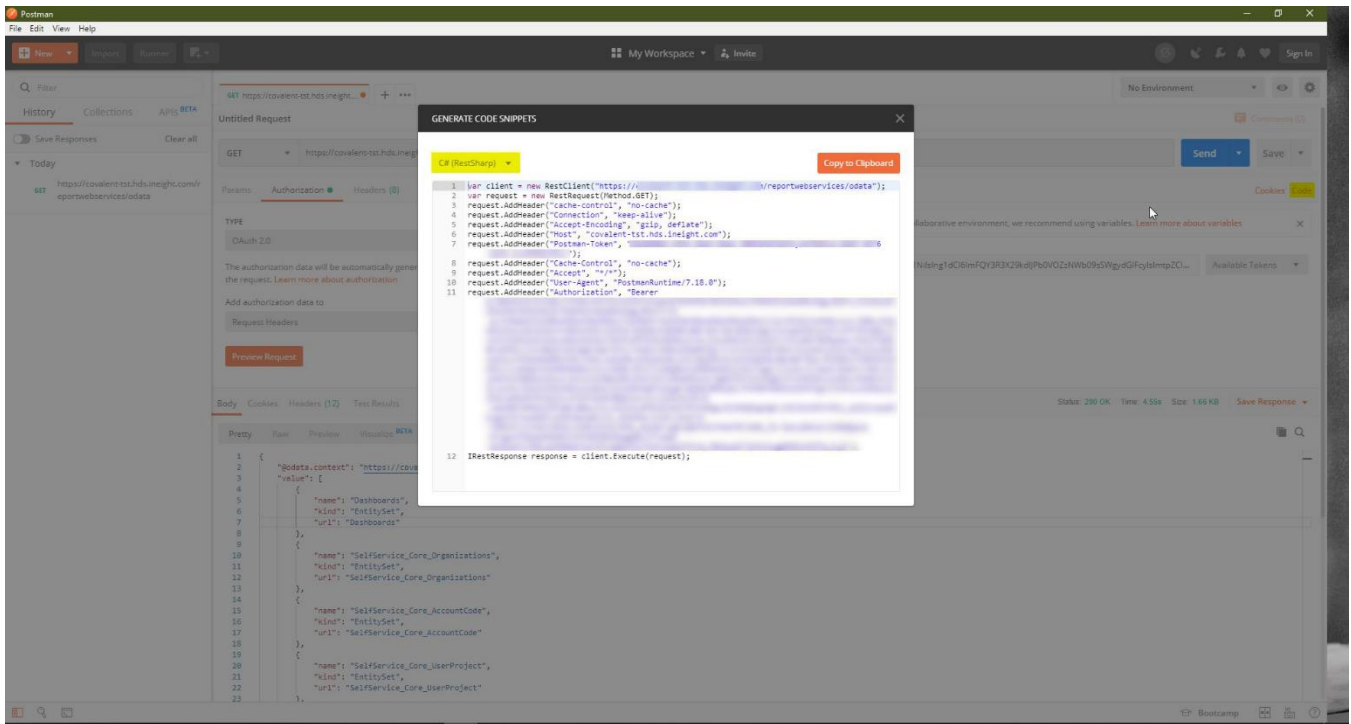 Postman
File Edit View Help
New Import Runner
My Workspace Invite
Sign In
Filter
History Collections APIs BETA
Save Responses Clear all
Today
GET https://covalent-tst.hds.ineight.com/r
eportwebservices/odata
GET https://covalent-tst.hds.ineight...
No Environment
Untitled Request
Comments (0)
GET https://covalent-tst.hds.ineigh
Send Save
Params Authorization Headers (8)
Cookies Code
TYPE
OAuth 2.0
The authorization data will be automatically gener
the request. Learn more about authorization
Add authorization data to
Request Headers
Preview Request
llaborative environment, we recommend using variables. Learn more about variables
Available Tokens
GENERATE CODE SNIPPETS
C# (RestSharp)
Copy to Clipboard
1 var client = new RestClient("https://
/reportwebservices/odata");
2 var request = new RestRequest(Method.GET);
3 request.AddHeader("cache-control", "no-cache");
4 request.AddHeader("Connection", "keep-alive");
5 request.AddHeader("Accept-Encoding", "gzip, deflate");
6 request.AddHeader("Host", "covalent-tst.hds.ineight.com");
7 request.AddHeader("Postman-Token", "
");
8 request.AddHeader("Cache-Control", "no-cache");
9 request.AddHeader("Accept", "*/*");
10 request.AddHeader("User-Agent", "PostmanRuntime/7.18.0");
11 request.AddHeader("Authorization", "Bearer
12 IRestResponse response = client.Execute(request);
Body Cookies Headers (12) Test Results
Status: 200 OK Time: 4.55s Size: 1.66 KB Save Response
Pretty Raw Preview Visualize BETA
1 {
2 "@odata.context": "https://cova
3 "value": [
4 {
5 "name": "Dashboards",
6 "kind": "EntitySet",
7 "url": "Dashboards"
8 },
9 {
10 "name": "SelfService_Core_Organizations",
11 "kind": "EntitySet",
12 "url": "SelfService_Core_Organizations"
13 },
14 {
15 "name": "SelfService_Core_AccountCode",
16 "kind": "EntitySet",
17 "url": "SelfService_Core_AccountCode"
18 },
19 {
20 "name": "SelfService_Core_UserProject",
21 "kind": "EntitySet",
22 "url": "SelfService_Core_UserProject"
23 },
Bootcamp